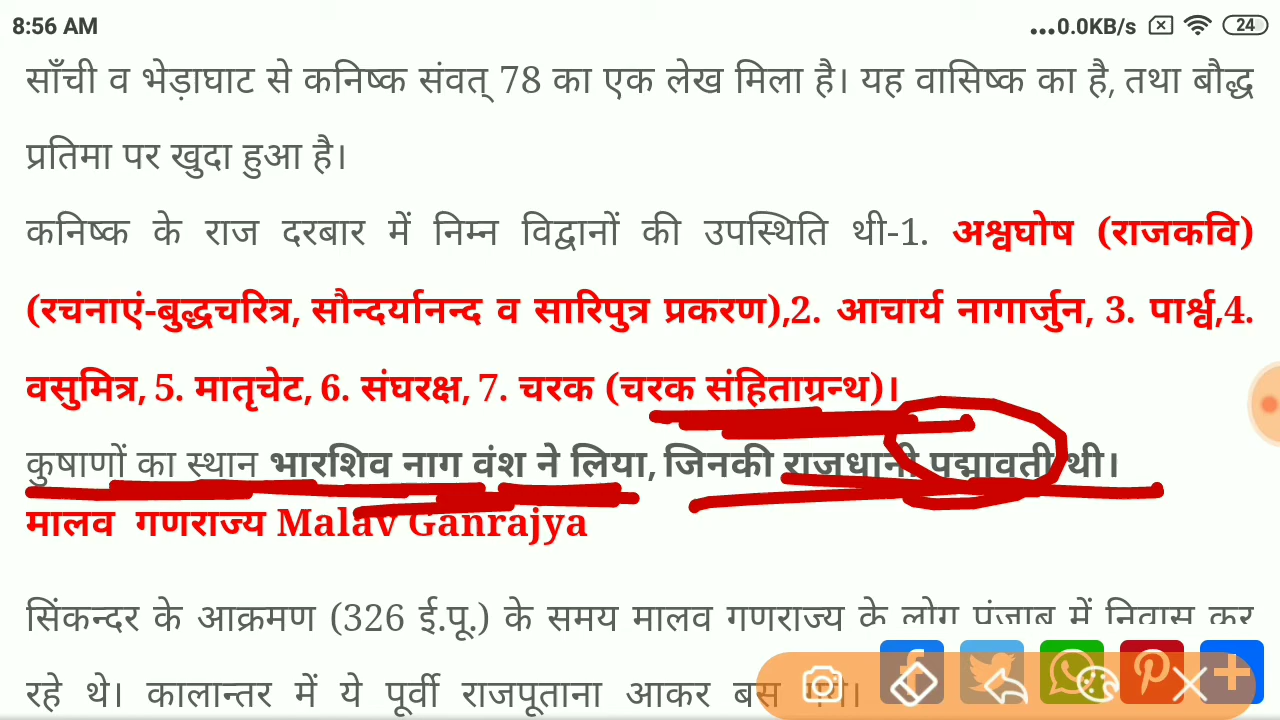 8:56 AM
...0.0KB/s 24
साँची व भेड़ाघाट से कनिष्क संवत् 78 का एक लेख मिला है। यह वासिष्क का है, तथा बौद्ध
प्रतिमा पर खुदा हुआ है।
कनिष्क के राज दरबार में निम्न विद्वानों की उपस्थिति थी-1. अश्वघोष (राजकवि)
(रचनाएं-बुद्धचरित्र, सौन्दर्यानन्द व सारिपुत्र प्रकरण),2. आचार्य नागार्जुन, 3. पार्श्व,4.
वसुमित्र, 5. मातृचेट, 6. संघरक्ष, 7. चरक (चरक संहिताग्रन्थ)।
कुषाणों का स्थान भारशिव नाग वंश ने लिया, जिनकी राजधानी पद्मावती थी।
मालव गणराज्य Malav Ganrajya
सिंकन्दर के आक्रमण (326 ई.पू.) के समय मालव गणराज्य के लोग पंजाब में निवास कर
रहे थे। कालान्तर में ये पूर्वी राजपूताना आकर बस गये।